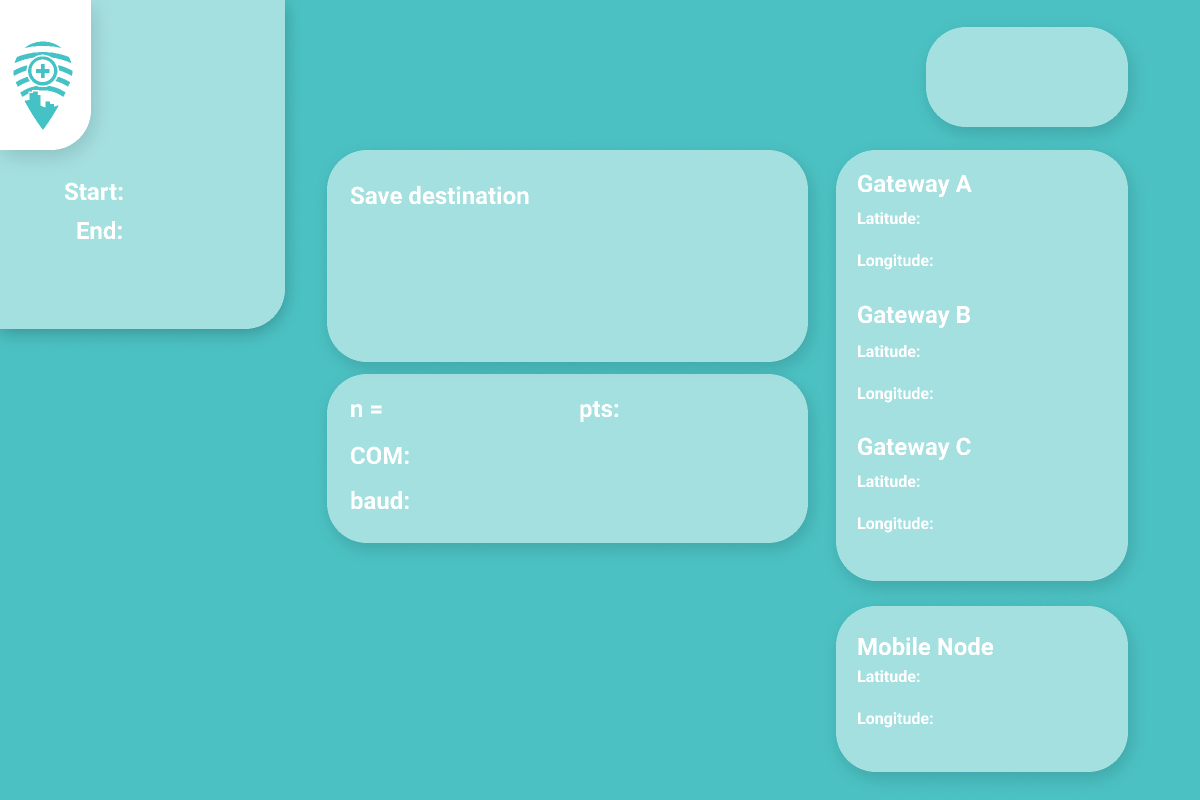 Start:
End:
Save destination
n =
pts:
COM:
baud:
Gateway A
Latitude:
Longitude:
Gateway B
Latitude:
Longitude:
Gateway C
Latitude:
Longitude:
Mobile Node
Latitude:
Longitude: